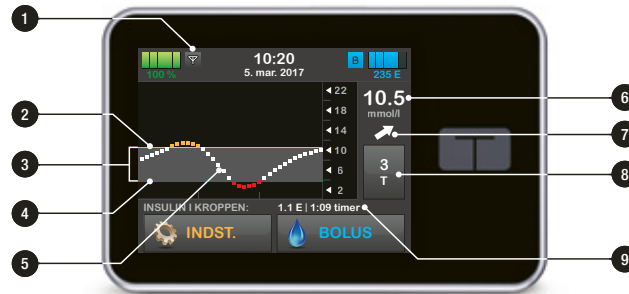 1
10:20
100 %
5. mar. 2017
B
235 E
22
18
14
10
6
2
10.5
mmol/l
3
T
2
3
4
5
6
7
8
9
INSULIN I KROPPEN:
1.1 E | 1:09 timer
INDST.
BOLUS